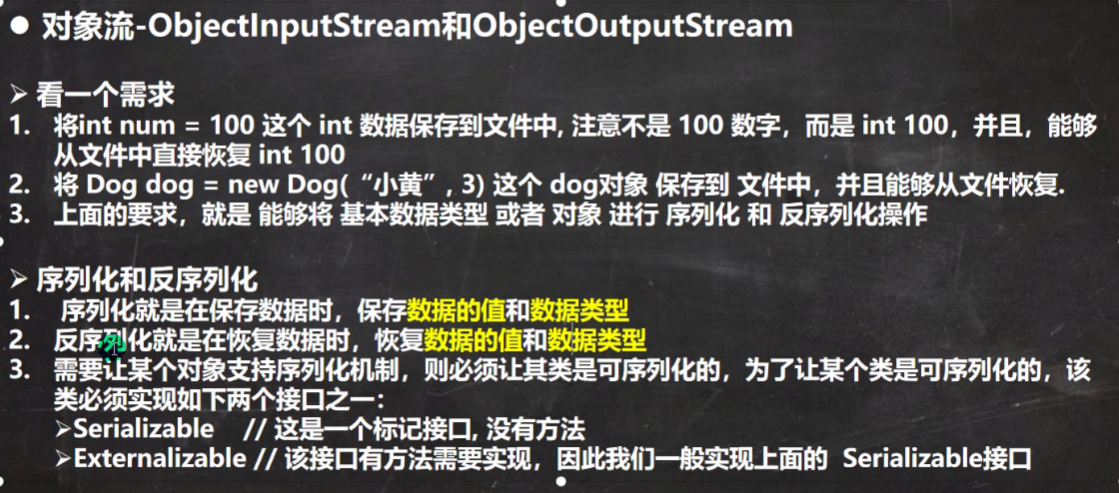 ● 对象流-ObjectInputStream和ObjectOutputStream
➢ 看一个需求
1. 将int num = 100 这个 int 数据保存到文件中, 注意不是 100 数字，而是 int 100，并且，能够
从文件中直接恢复 int 100
2. 将 Dog dog = new Dog(“小黄”, 3) 这个 dog对象 保存到 文件中，并且能够从文件恢复.
3. 上面的要求，就是 能够将 基本数据类型 或者 对象 进行 序列化 和 反序列化操作
➢ 序列化和反序列化
1. 序列化就是在保存数据时，保存数据的值和数据类型
2. 反序列化就是在恢复数据时，恢复数据的值和数据类型
3. 需要让某个对象支持序列化机制，则必须让其类是可序列化的，为了让某个类是可序列化的，该
类必须实现如下两个接口之一：
➢Serializable // 这是一个标记接口, 没有方法
➢Externalizable // 该接口有方法需要实现，因此我们一般实现上面的 Serializable接口